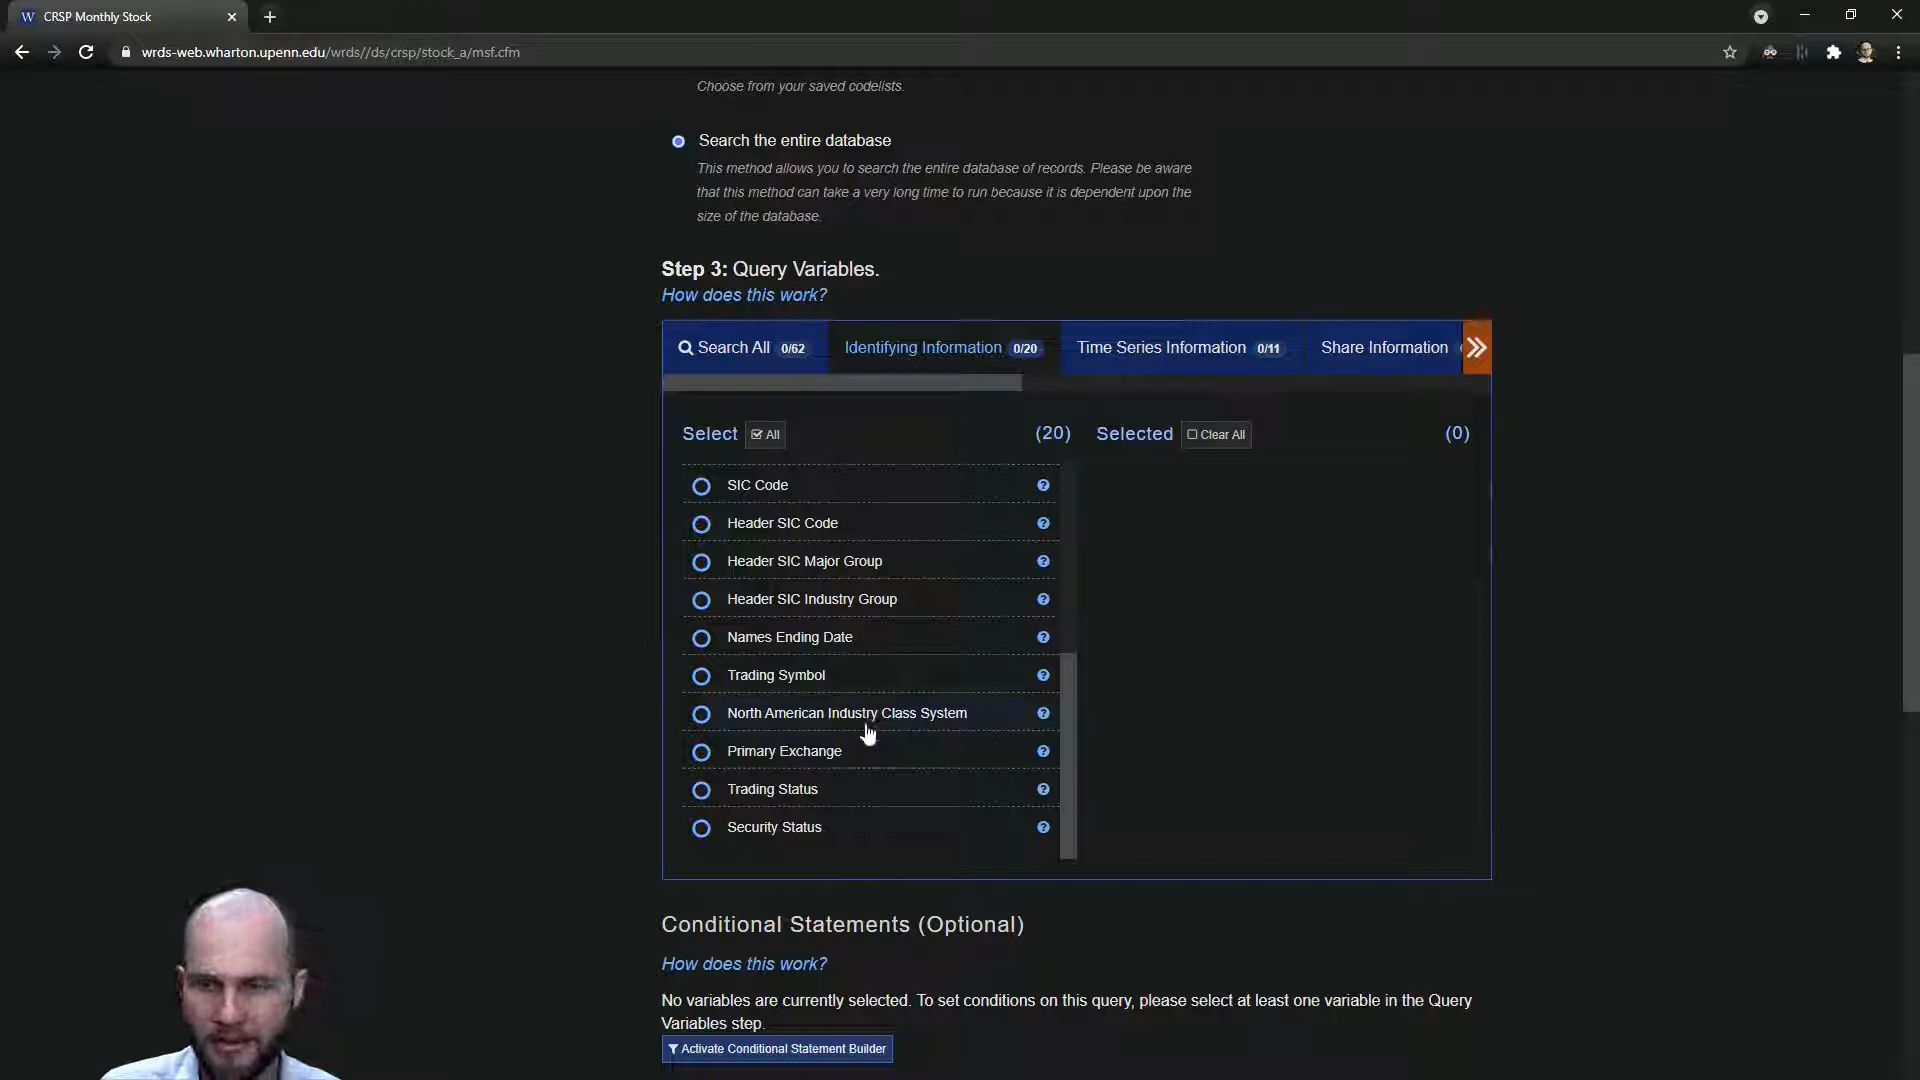 W CRSP Monthly Stock
wrds-web.wharton.upenn.edu/wrds//ds/crsp/stock_a/msf.cfm
Choose from your saved codelists.
Search the entire database
This method allows you to search the entire database of records. Please be aware
that this method can take a very long time to run because it is dependent upon the
size of the database.
Step 3: Query Variables.
How does this work?
Search All 0/62 Identifying Information 0/20 Time Series Information 0/11 Share Information
Select All (20) Selected Clear All (0)
SIC Code
Header SIC Code
Header SIC Major Group
Header SIC Industry Group
Names Ending Date
Trading Symbol
North American Industry Class System
Primary Exchange
Trading Status
Security Status
Conditional Statements (Optional)
How does this work?
No variables are currently selected. To set conditions on this query, please select at least one variable in the Query
Variables step.
Activate Conditional Statement Builder